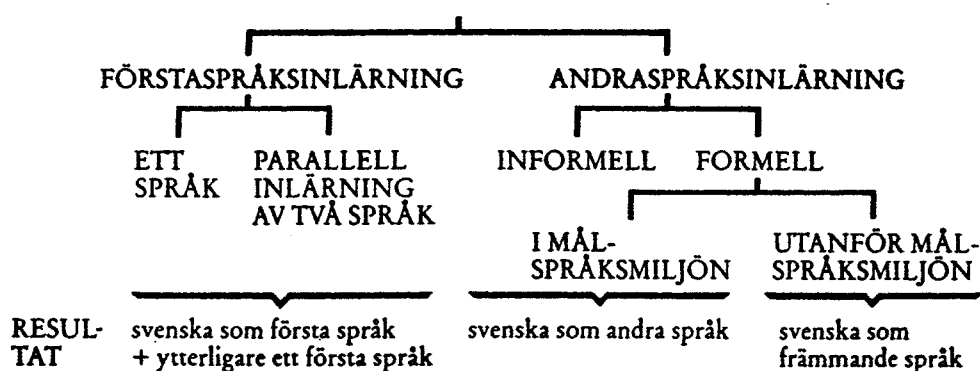 FÖRSTASPRÅKSINLÄRNING
ANDRASPRÅKSINLÄRNING
ETT
SPRÅK
PARALLELL
INLÄRNING
AV TVÅ SPRÅK
INFORMELL
FORMELL
I MÅL-
SPRÅKSMILJÖN
UTANFÖR MÅL-
SPRÅKSMILJÖN
RESUL-
TAT
svenska som första språk
+ ytterligare ett första språk
svenska som andra språk
svenska som
främmande språk